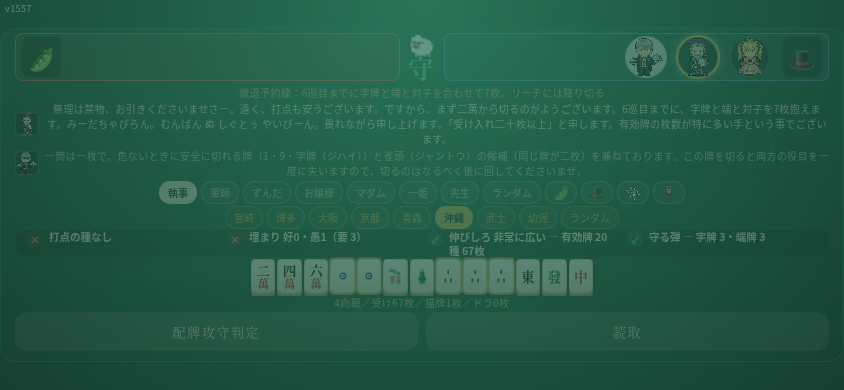 v1557
守
撤退予約線：6巡目までに字牌と端と対子を合わせて7枚。リーチには降り切る
無理は禁物、お引きくださいませさー。遠く、打点も安うございます。ですから、まず二萬から切るのがようございます。6巡目までに、字牌と端と対子を7枚抱えま
す。みーだちゃびらん。むんばん ぬ しぐとぅ やいびーん。畏れながら申し上げます。「受け入れ二十枚以上」と申します。有効牌の枚数が特に多い手という事でござい
ます。
一筒は一枚で、危ないときに安全に切れる牌（1・9・字牌（ジハイ））と雀頭（ジャントウ）の候補（同じ牌が二枚）を兼ねております。この牌を切ると両方の役目を一
度に失いますので、切るのはなるべく後に回してくださいませ。
執事 軍師 ずんだ お嬢様 マダム 一姫 先生 ランダム
宮崎 博多 大阪 京都 青森 沖縄 武士 幼児 ランダム
× 打点の種なし × 埋まり 好0・愚1（要 3） ✓ 伸びしろ 非常に広い — 有効牌 20 ✓ 守る弾 — 字牌 3・端牌 3
種 67枚
二萬 四萬 六萬 東 發 中
4向聴／受け67枚／猫牌1枚／ドラ0枚
配牌攻守判定 読取